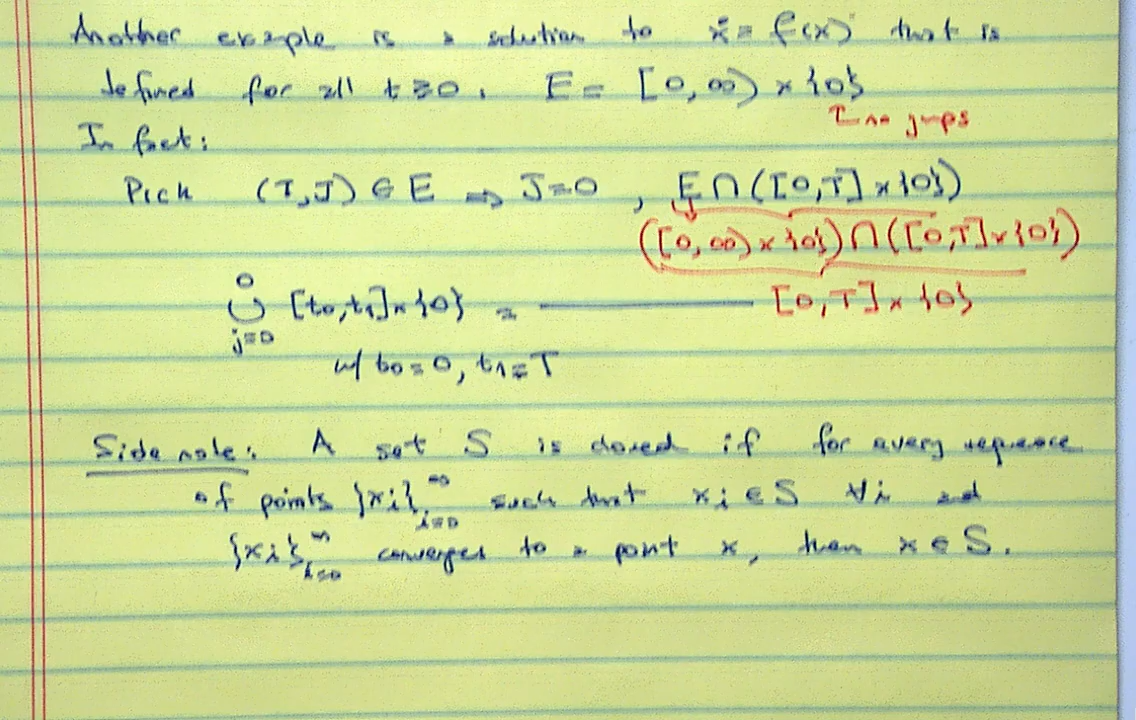 Another example is a solution to ẋ = f(x) that is
defined for all t ≥ 0. E = [0, ∞) × {0}
no jumps
In fact:
Pick (T,J) ∈ E ⇒ J=0 , E∩([0,T] × {0})
([0,∞) × {0})∩([0,T]×{0})
0
∪ [t₀,t₁]×{0} = [0,T] × {0}
j=0
w/ t₀=0, t₁=T
Side note: A set S is closed if for every sequence
of points {xi}∞i=0 such that xi ∈ S ∀i and
{xi}∞i=0 converges to a point x, then x ∈ S.